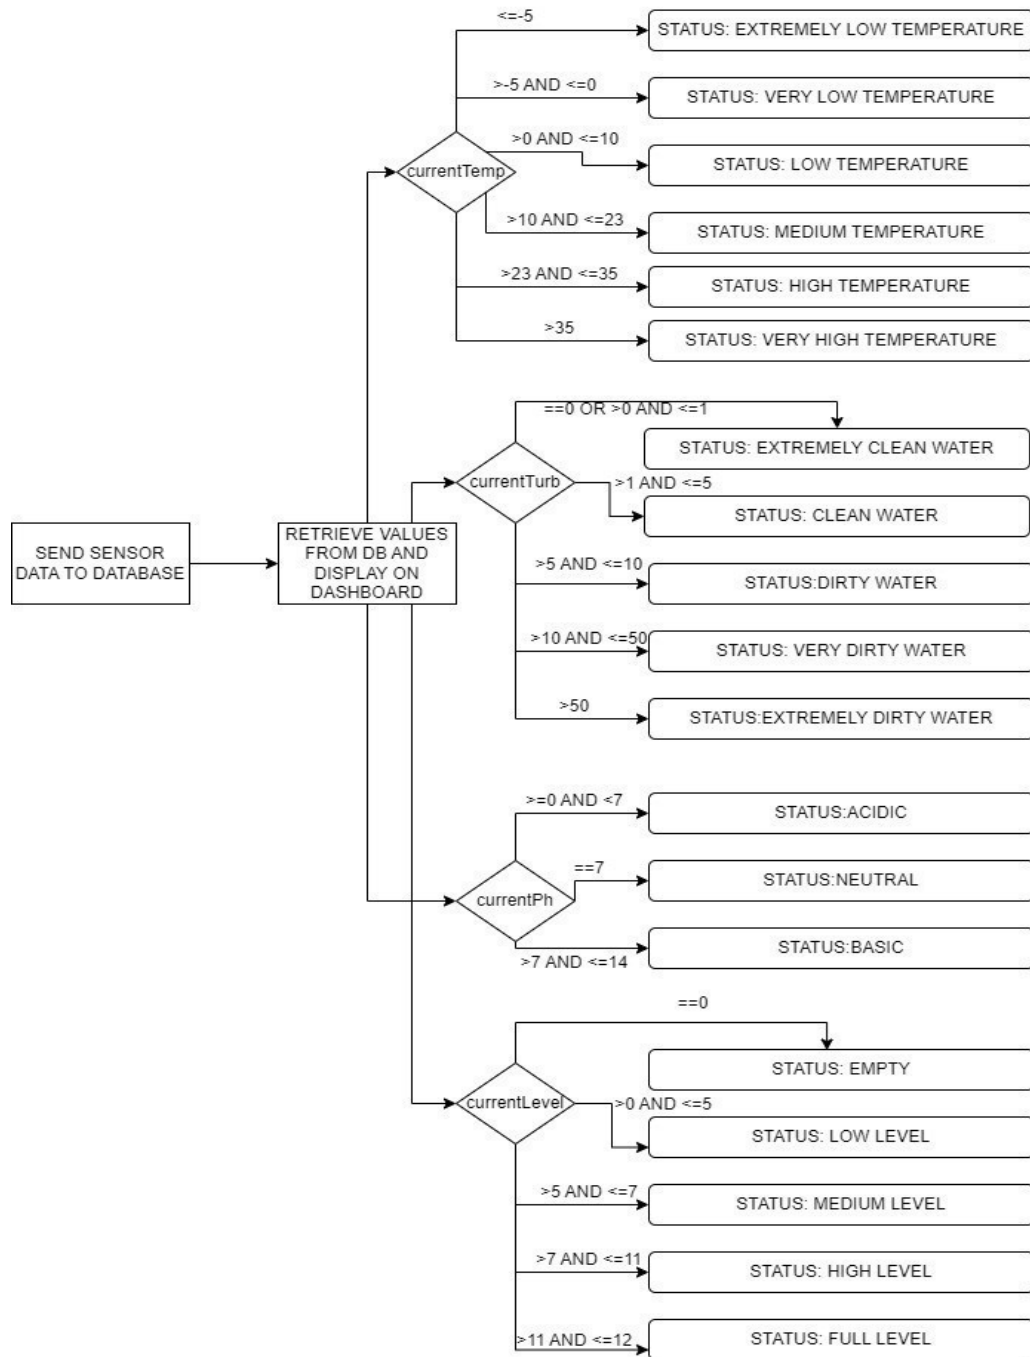 <=-5
STATUS: EXTREMELY LOW TEMPERATURE
>-5 AND <=0
STATUS: VERY LOW TEMPERATURE
>0 AND <=10
STATUS: LOW TEMPERATURE
currentTemp
>10 AND <=23
STATUS: MEDIUM TEMPERATURE
>23 AND <=35
STATUS: HIGH TEMPERATURE
>35
STATUS: VERY HIGH TEMPERATURE
==0 OR >0 AND <=1
STATUS: EXTREMELY CLEAN WATER
currentTurb
>1 AND <=5
STATUS: CLEAN WATER
SEND SENSOR
DATA TO DATABASE
RETRIEVE VALUES
FROM DB AND
DISPLAY ON
DASHBOARD
>5 AND <=10
STATUS:DIRTY WATER
>10 AND <=50
STATUS: VERY DIRTY WATER
>50
STATUS:EXTREMELY DIRTY WATER
>=0 AND <7
STATUS:ACIDIC
==7
STATUS:NEUTRAL
currentPh
>7 AND <=14
STATUS:BASIC
==0
STATUS: EMPTY
currentLevel
>0 AND <=5
STATUS: LOW LEVEL
>5 AND <=7
STATUS: MEDIUM LEVEL
>7 AND <=11
STATUS: HIGH LEVEL
>11 AND <=12
STATUS: FULL LEVEL